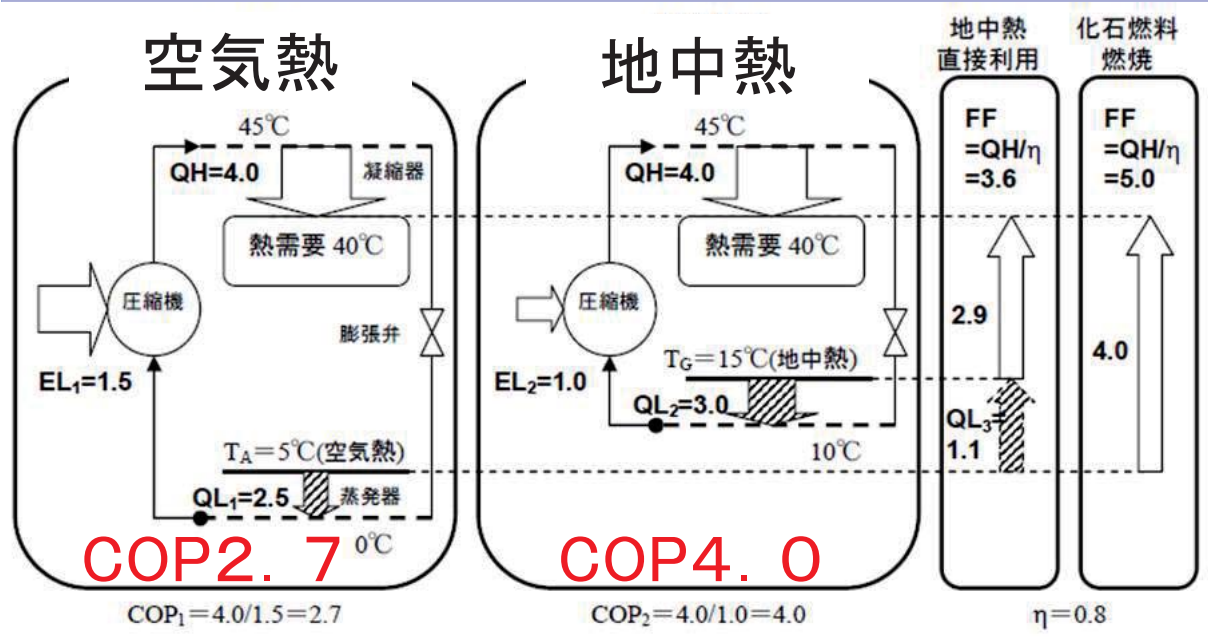 空気熱
45℃
QH=4.0
凝縮器
熱需要 40℃
圧縮機
膨張弁
EL₁=1.5
T_A=5℃(空気熱)
QL₁=2.5
蒸発器
0℃
COP2.7
COP₁=4.0/1.5=2.7
地中熱
45℃
QH=4.0
熱需要 40℃
圧縮機
T_G=15℃(地中熱)
EL₂=1.0
QL₂=3.0
10℃
COP4.0
COP₂=4.0/1.0=4.0
地中熱
直接利用
FF
=QH/η
=3.6
2.9
QL₃=
1.1
化石燃料
燃焼
FF
=QH/η
=5.0
4.0
η=0.8